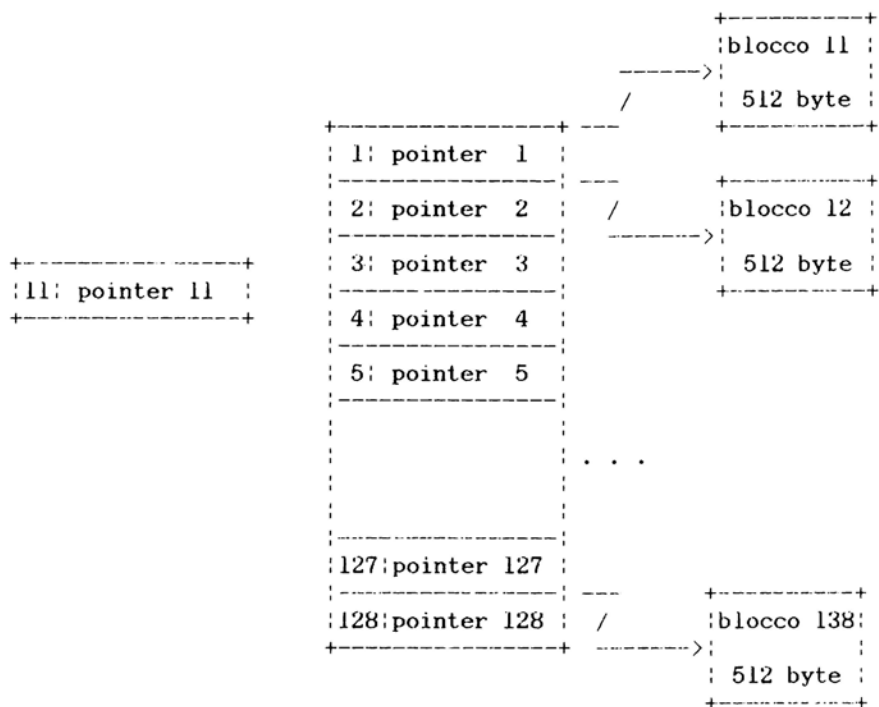 blocco 11
512 byte
1 pointer 1
2 pointer 2
blocco 12
3 pointer 3
512 byte
11 pointer 11
4 pointer 4
5 pointer 5
. . .
127 pointer 127
128 pointer 128
blocco 138
512 byte